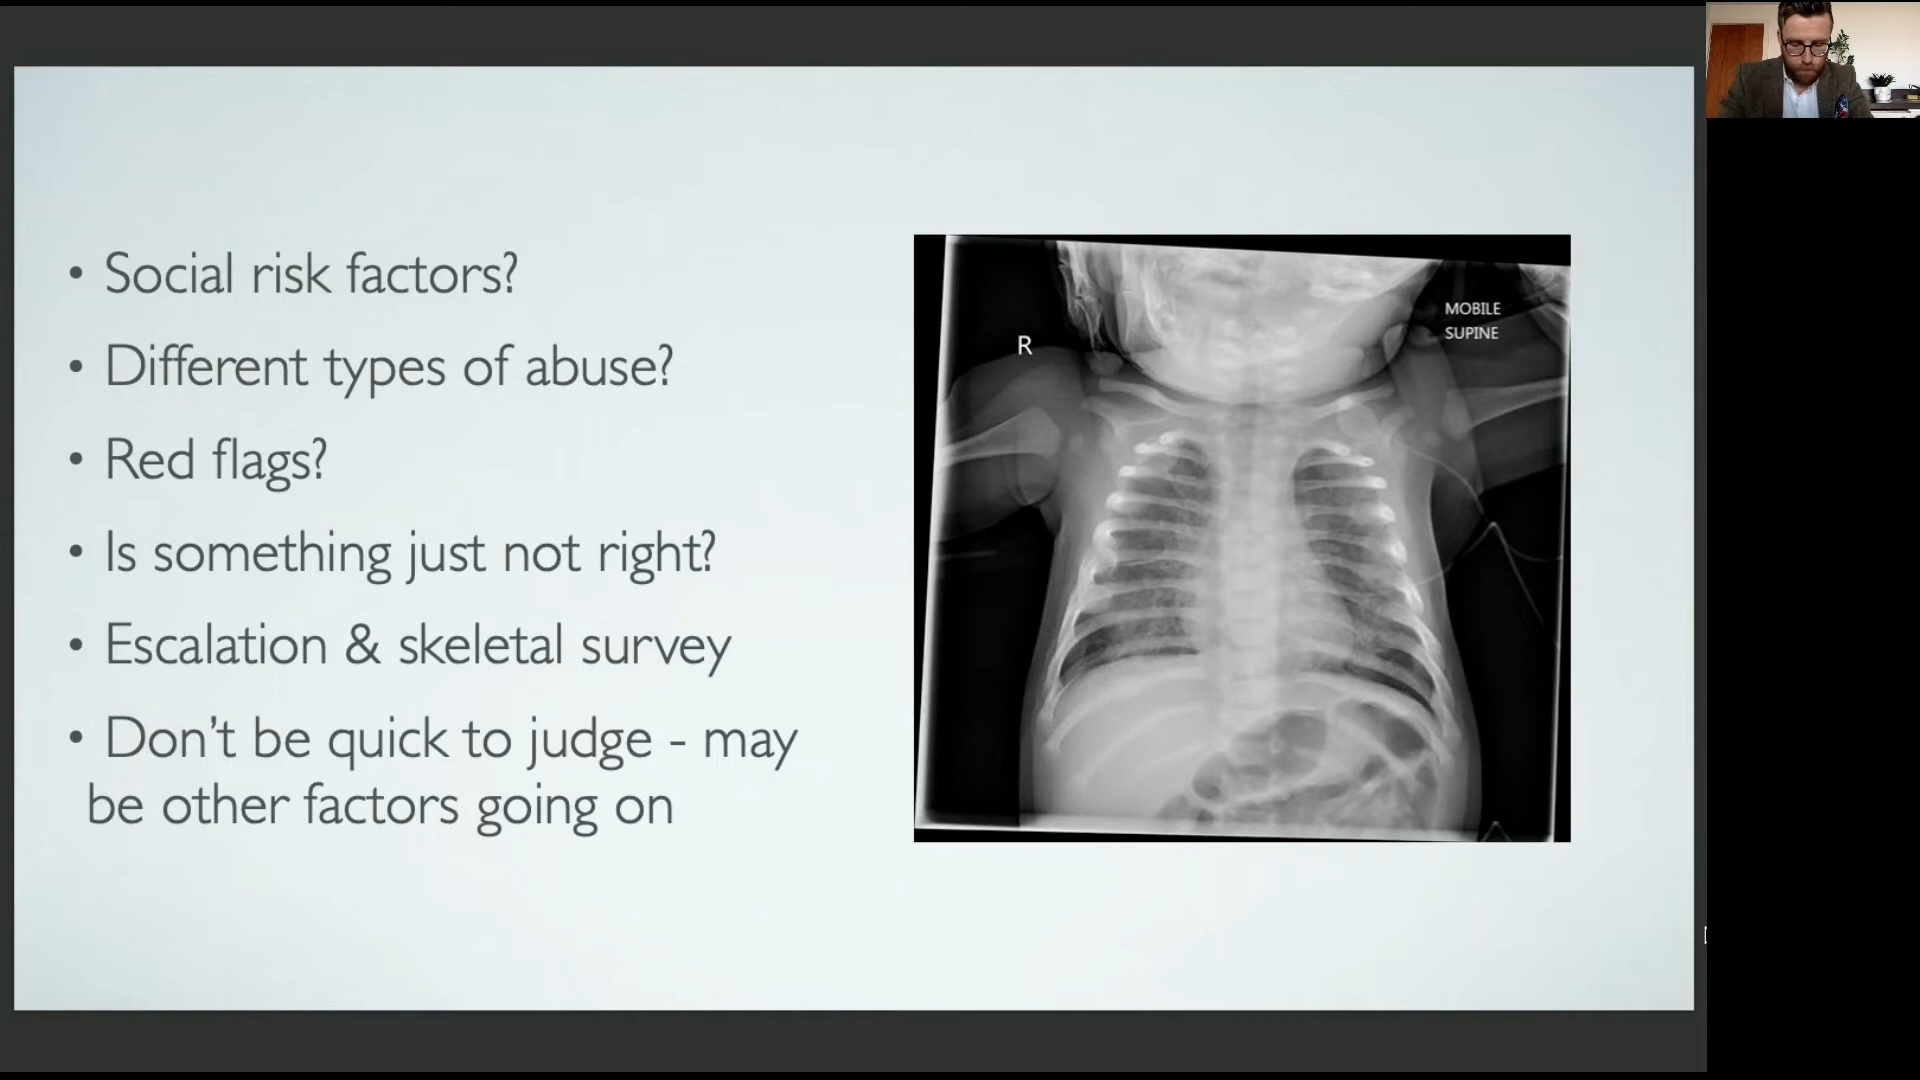 • Social risk factors?
• Different types of abuse?
• Red flags?
• Is something just not right?
• Escalation & skeletal survey
• Don’t be quick to judge - may
be other factors going on
R
MOBILE
SUPINE